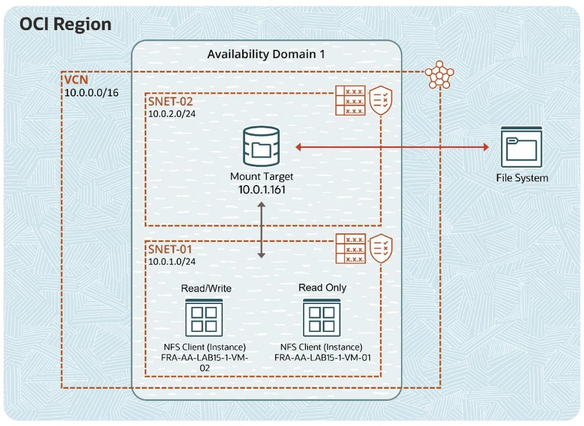 OCI Region
Availability Domain 1
VCN
10.0.0.0/16
SNET-02
10.0.2.0/24
X.X.X
X.X.X
X.X.X
Mount Target
10.0.1.161
File System
SNET-01
10.0.1.0/24
X.X.X
X.X.X
X.X.X
Read/Write
Read Only
NFS Client (Instance)
FRA-AA-LAB15-1-VM-
02
NFS Client (Instance)
FRA-AA-LAB15-1-VM-01